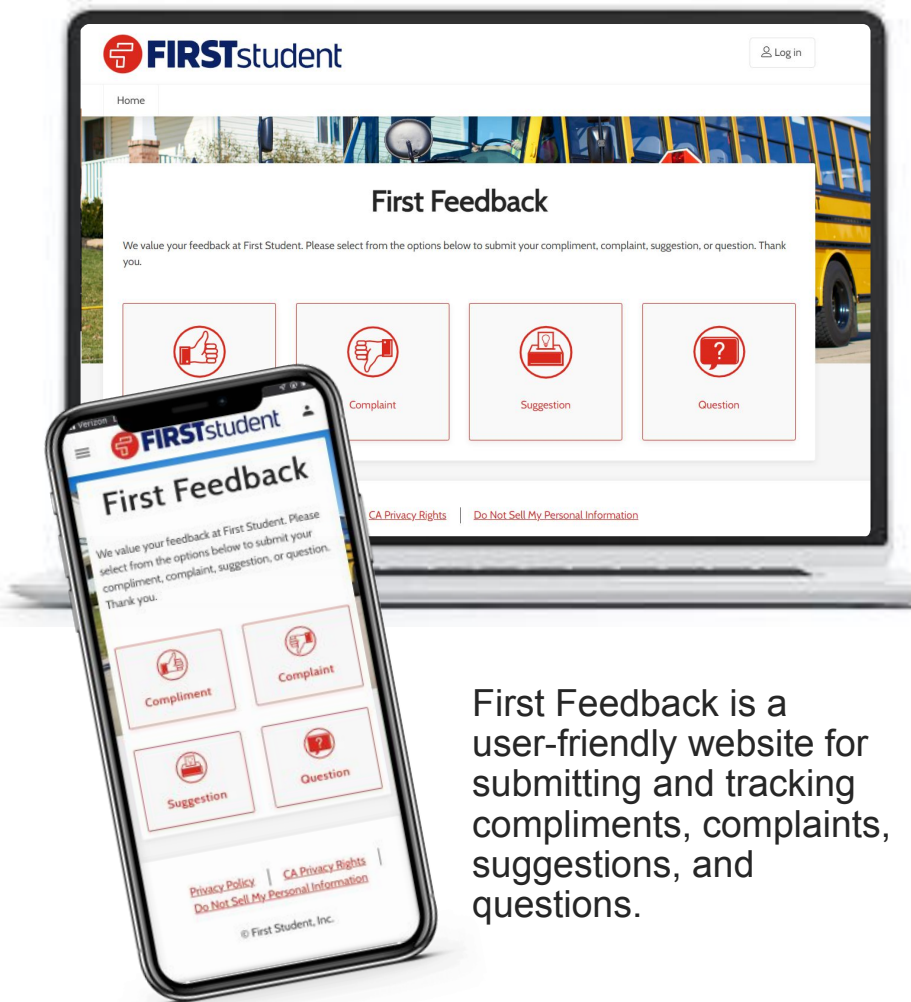 FIRSTstudent
Log in
Home
First Feedback
We value your feedback at First Student. Please select from the options below to submit your compliment, complaint, suggestion, or question. Thank
you.
Complaint
Suggestion
Question
CA Privacy Rights | Do Not Sell My Personal Information
Verizon
FIRSTstudent
First Feedback
We value your feedback at First Student. Please
select from the options below to submit your
compliment, complaint, suggestion, or question.
Thank you.
Compliment
Complaint
Suggestion
Question
Privacy Policy | CA Privacy Rights |
Do Not Sell My Personal Information
© First Student, Inc.
First Feedback is a
user-friendly website for
submitting and tracking
compliments, complaints,
suggestions, and
questions.